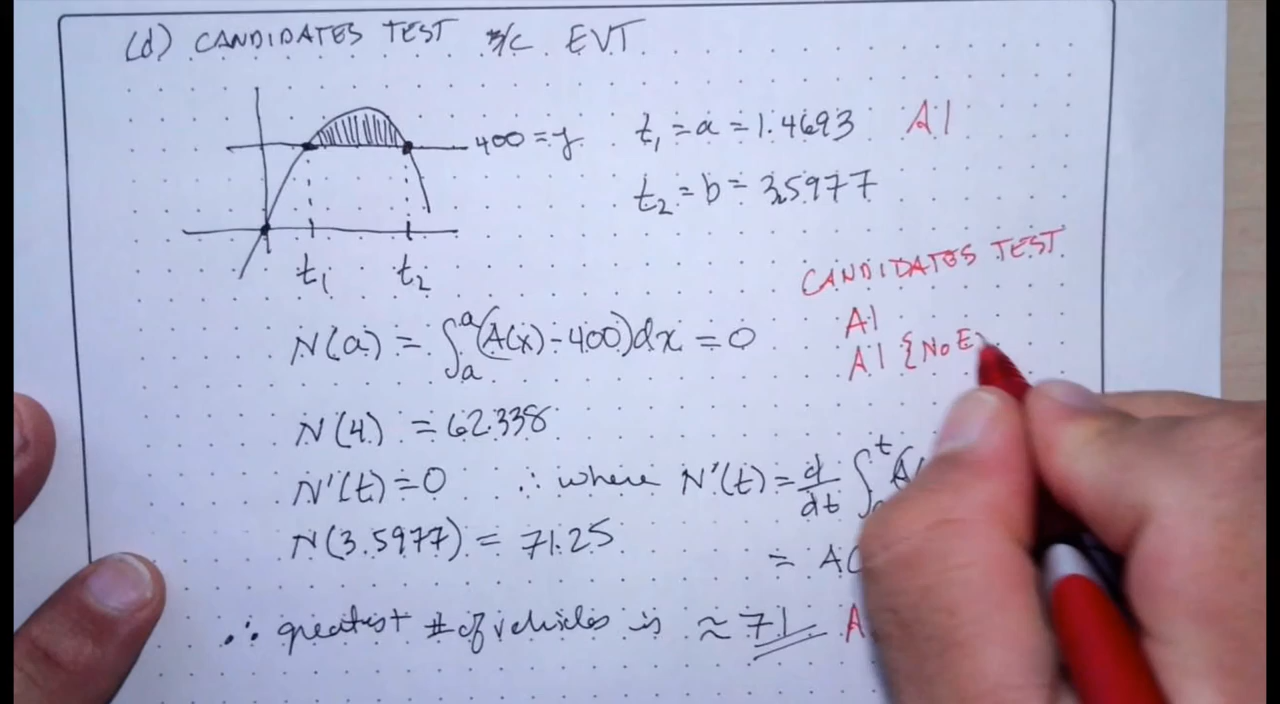 (d) CANDIDATES TEST B/C EVT
400 = y
t₁ = a = 1.4693 A1
t₂ = b = 3.5977
t₁ t₂
CANDIDATES TEST
A1
A1 {NoE}
N(a) = ∫ₐᵃ(A(x) - 400)dx = 0
N(4) = 62.338
N'(t) = 0 ∴ where N'(t) = d/dt ∫ᵗ
N(3.5977) = 71.25
= A
∴ greatest # of vehicles is ≈ 71 A